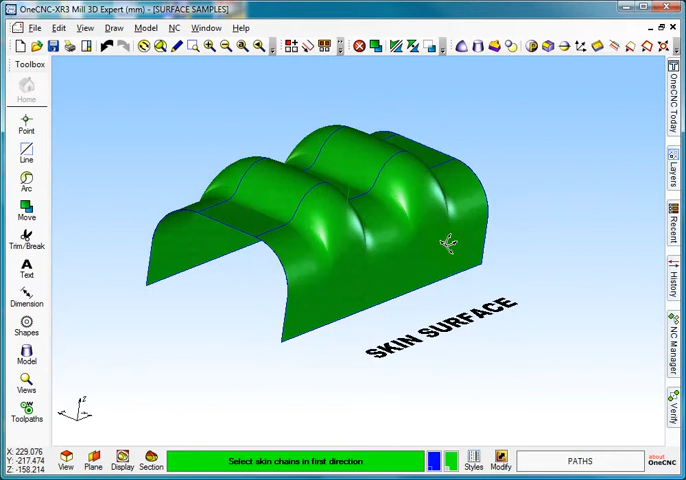 OneCNC-XR3 Mill 3D Expert (mm) - [SURFACE SAMPLES]
File Edit View Draw Model NC Window Help
Toolbox
Home
Point
Line
Arc
Move
Trim/Break
Text
Dimension
Shapes
Model
Views
Toolpaths
SKIN SURFACE
Z
OneCNC Today
Layers
Recent
History
NC Manager
Verify
X: 229.076
Y: -217.474
Z: -158.214
View Plane Display Section
Select skin chains in first direction
Styles Modify
PATHS
about
OneCNC